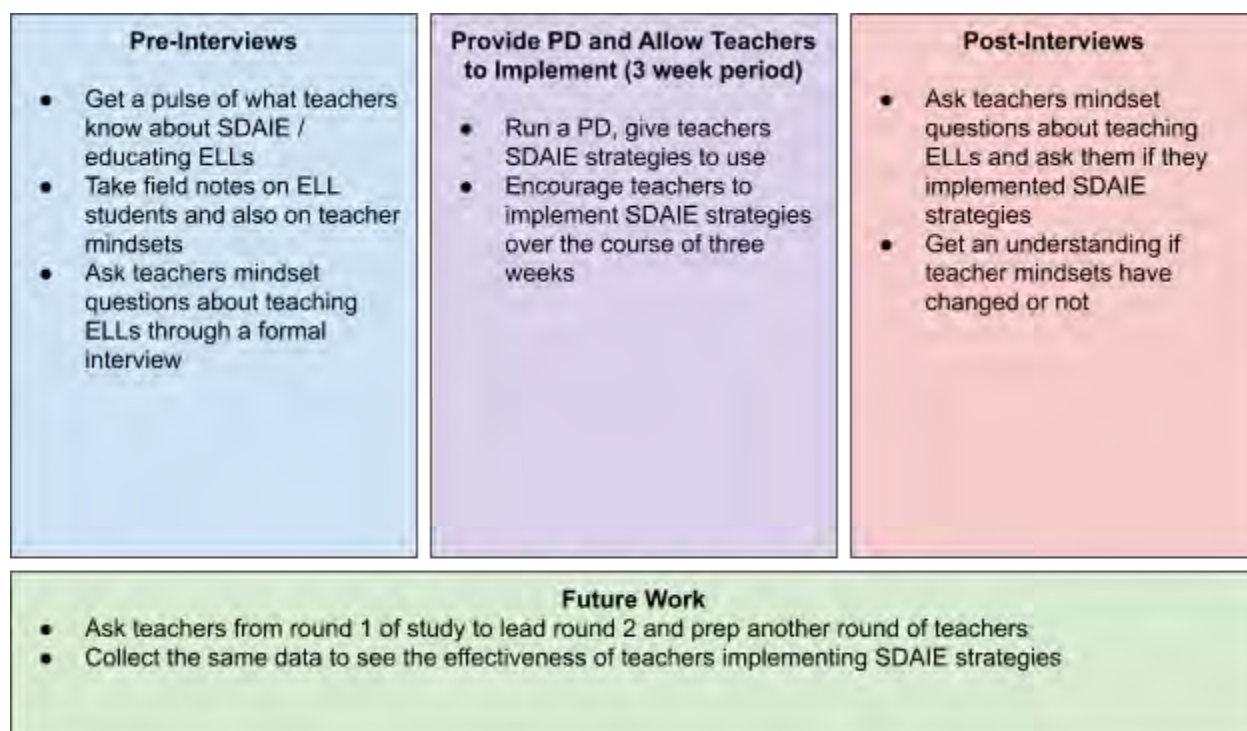 Pre-Interviews
● Get a pulse of what teachers
know about SDAIE /
educating ELLs
● Take field notes on ELL
students and also on teacher
mindsets
● Ask teachers mindset
questions about teaching
ELLs through a formal
interview
Provide PD and Allow Teachers
to Implement (3 week period)
● Run a PD, give teachers
SDAIE strategies to use
● Encourage teachers to
implement SDAIE strategies
over the course of three
weeks
Post-Interviews
● Ask teachers mindset
questions about teaching
ELLs and ask them if they
implemented SDAIE
strategies
● Get an understanding if
teacher mindsets have
changed or not
Future Work
● Ask teachers from round 1 of study to lead round 2 and prep another round of teachers
● Collect the same data to see the effectiveness of teachers implementing SDAIE strategies